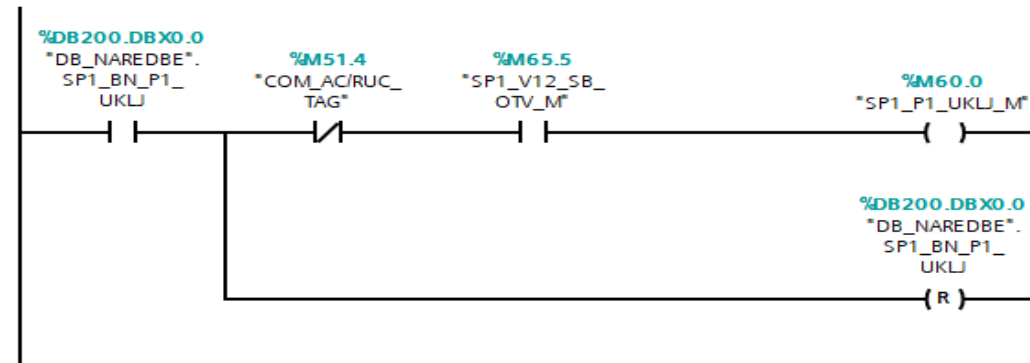 %DB200.DBX0.0
"DB_NAREDBE".
SP1_BN_P1_
UKLJ
%M51.4
"COM_AC/RUC_
TAG"
%M65.5
"SP1_V12_SB_
OTV_M"
%M60.0
"SP1_P1_UKLJ_M"
%DB200.DBX0.0
"DB_NAREDBE".
SP1_BN_P1_
UKLJ
R